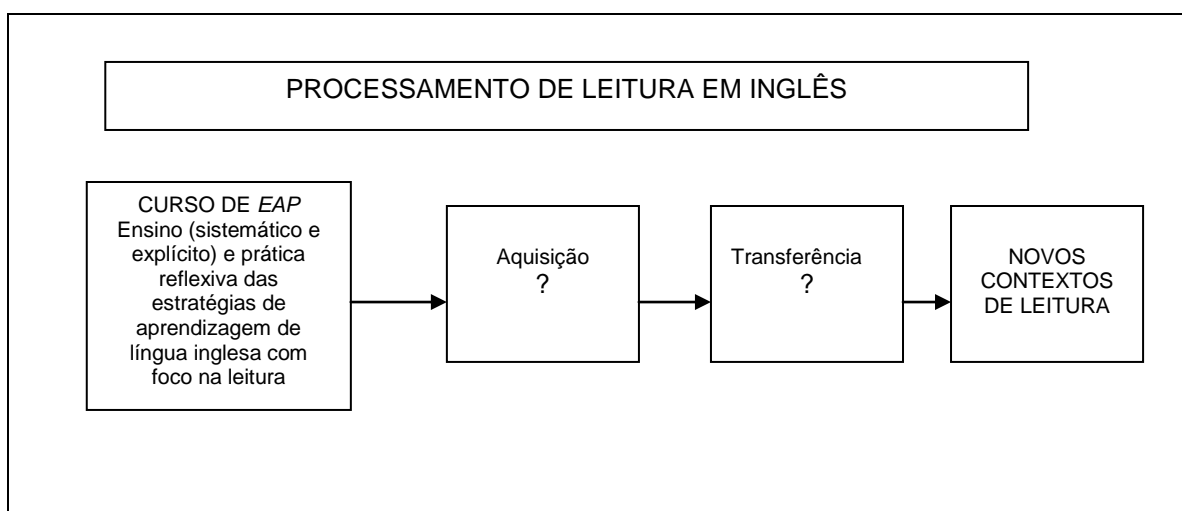 PROCESSAMENTO DE LEITURA EM INGLÊS
CURSO DE EAP
Ensino (sistemático e
explícito) e prática
reflexiva das
estratégias de
aprendizagem de
língua inglesa com
foco na leitura
Aquisição
?
Transferência
?
NOVOS
CONTEXTOS
DE LEITURA